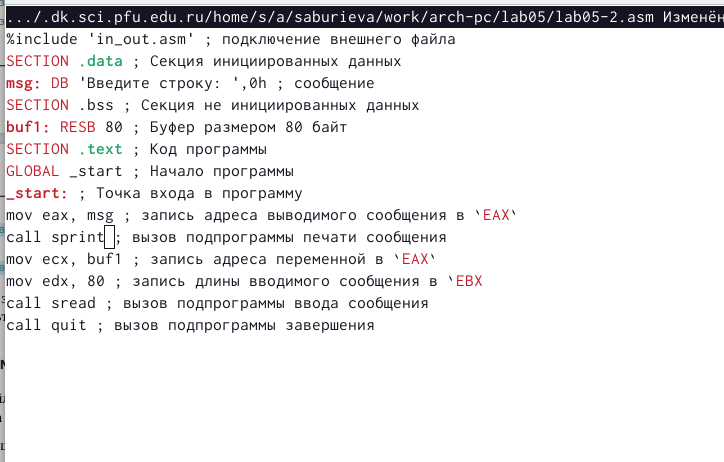 .../.dk.sci.pfu.edu.ru/home/s/a/saburieva/work/arch-pc/lab05/lab05-2.asm Изменён
%include 'in_out.asm' ; подключение внешнего файла
SECTION .data ; Секция инициированных данных
msg: DB 'Введите строку: ',0h ; сообщение
SECTION .bss ; Секция не инициированных данных
buf1: RESB 80 ; Буфер размером 80 байт
SECTION .text ; Код программы
GLOBAL _start ; Начало программы
_start: ; Точка входа в программу
mov eax, msg ; запись адреса выводимого сообщения в `EAX`
call sprint ; вызов подпрограммы печати сообщения
mov ecx, buf1 ; запись адреса переменной в `EAX`
mov edx, 80 ; запись длины вводимого сообщения в `EBX
call sread ; вызов подпрограммы ввода сообщения
call quit ; вызов подпрограммы завершения